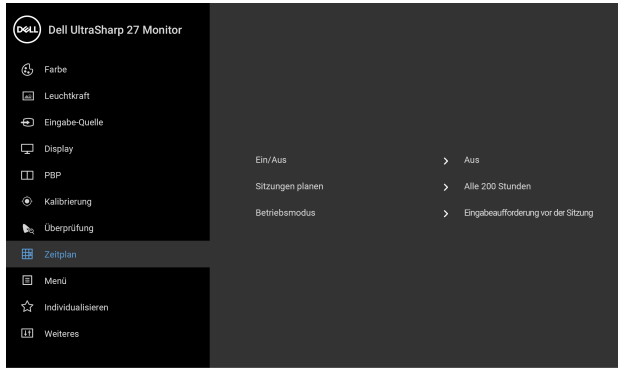 DELL Dell UltraSharp 27 Monitor
Farbe
Leuchtkraft
Eingabe-Quelle
Display
PBP
Kalibrierung
Überprüfung
Zeitplan
Menü
Individualisieren
Weiteres
Ein/Aus Aus
Sitzungen planen Alle 200 Stunden
Betriebsmodus Eingabeaufforderung vor der Sitzung